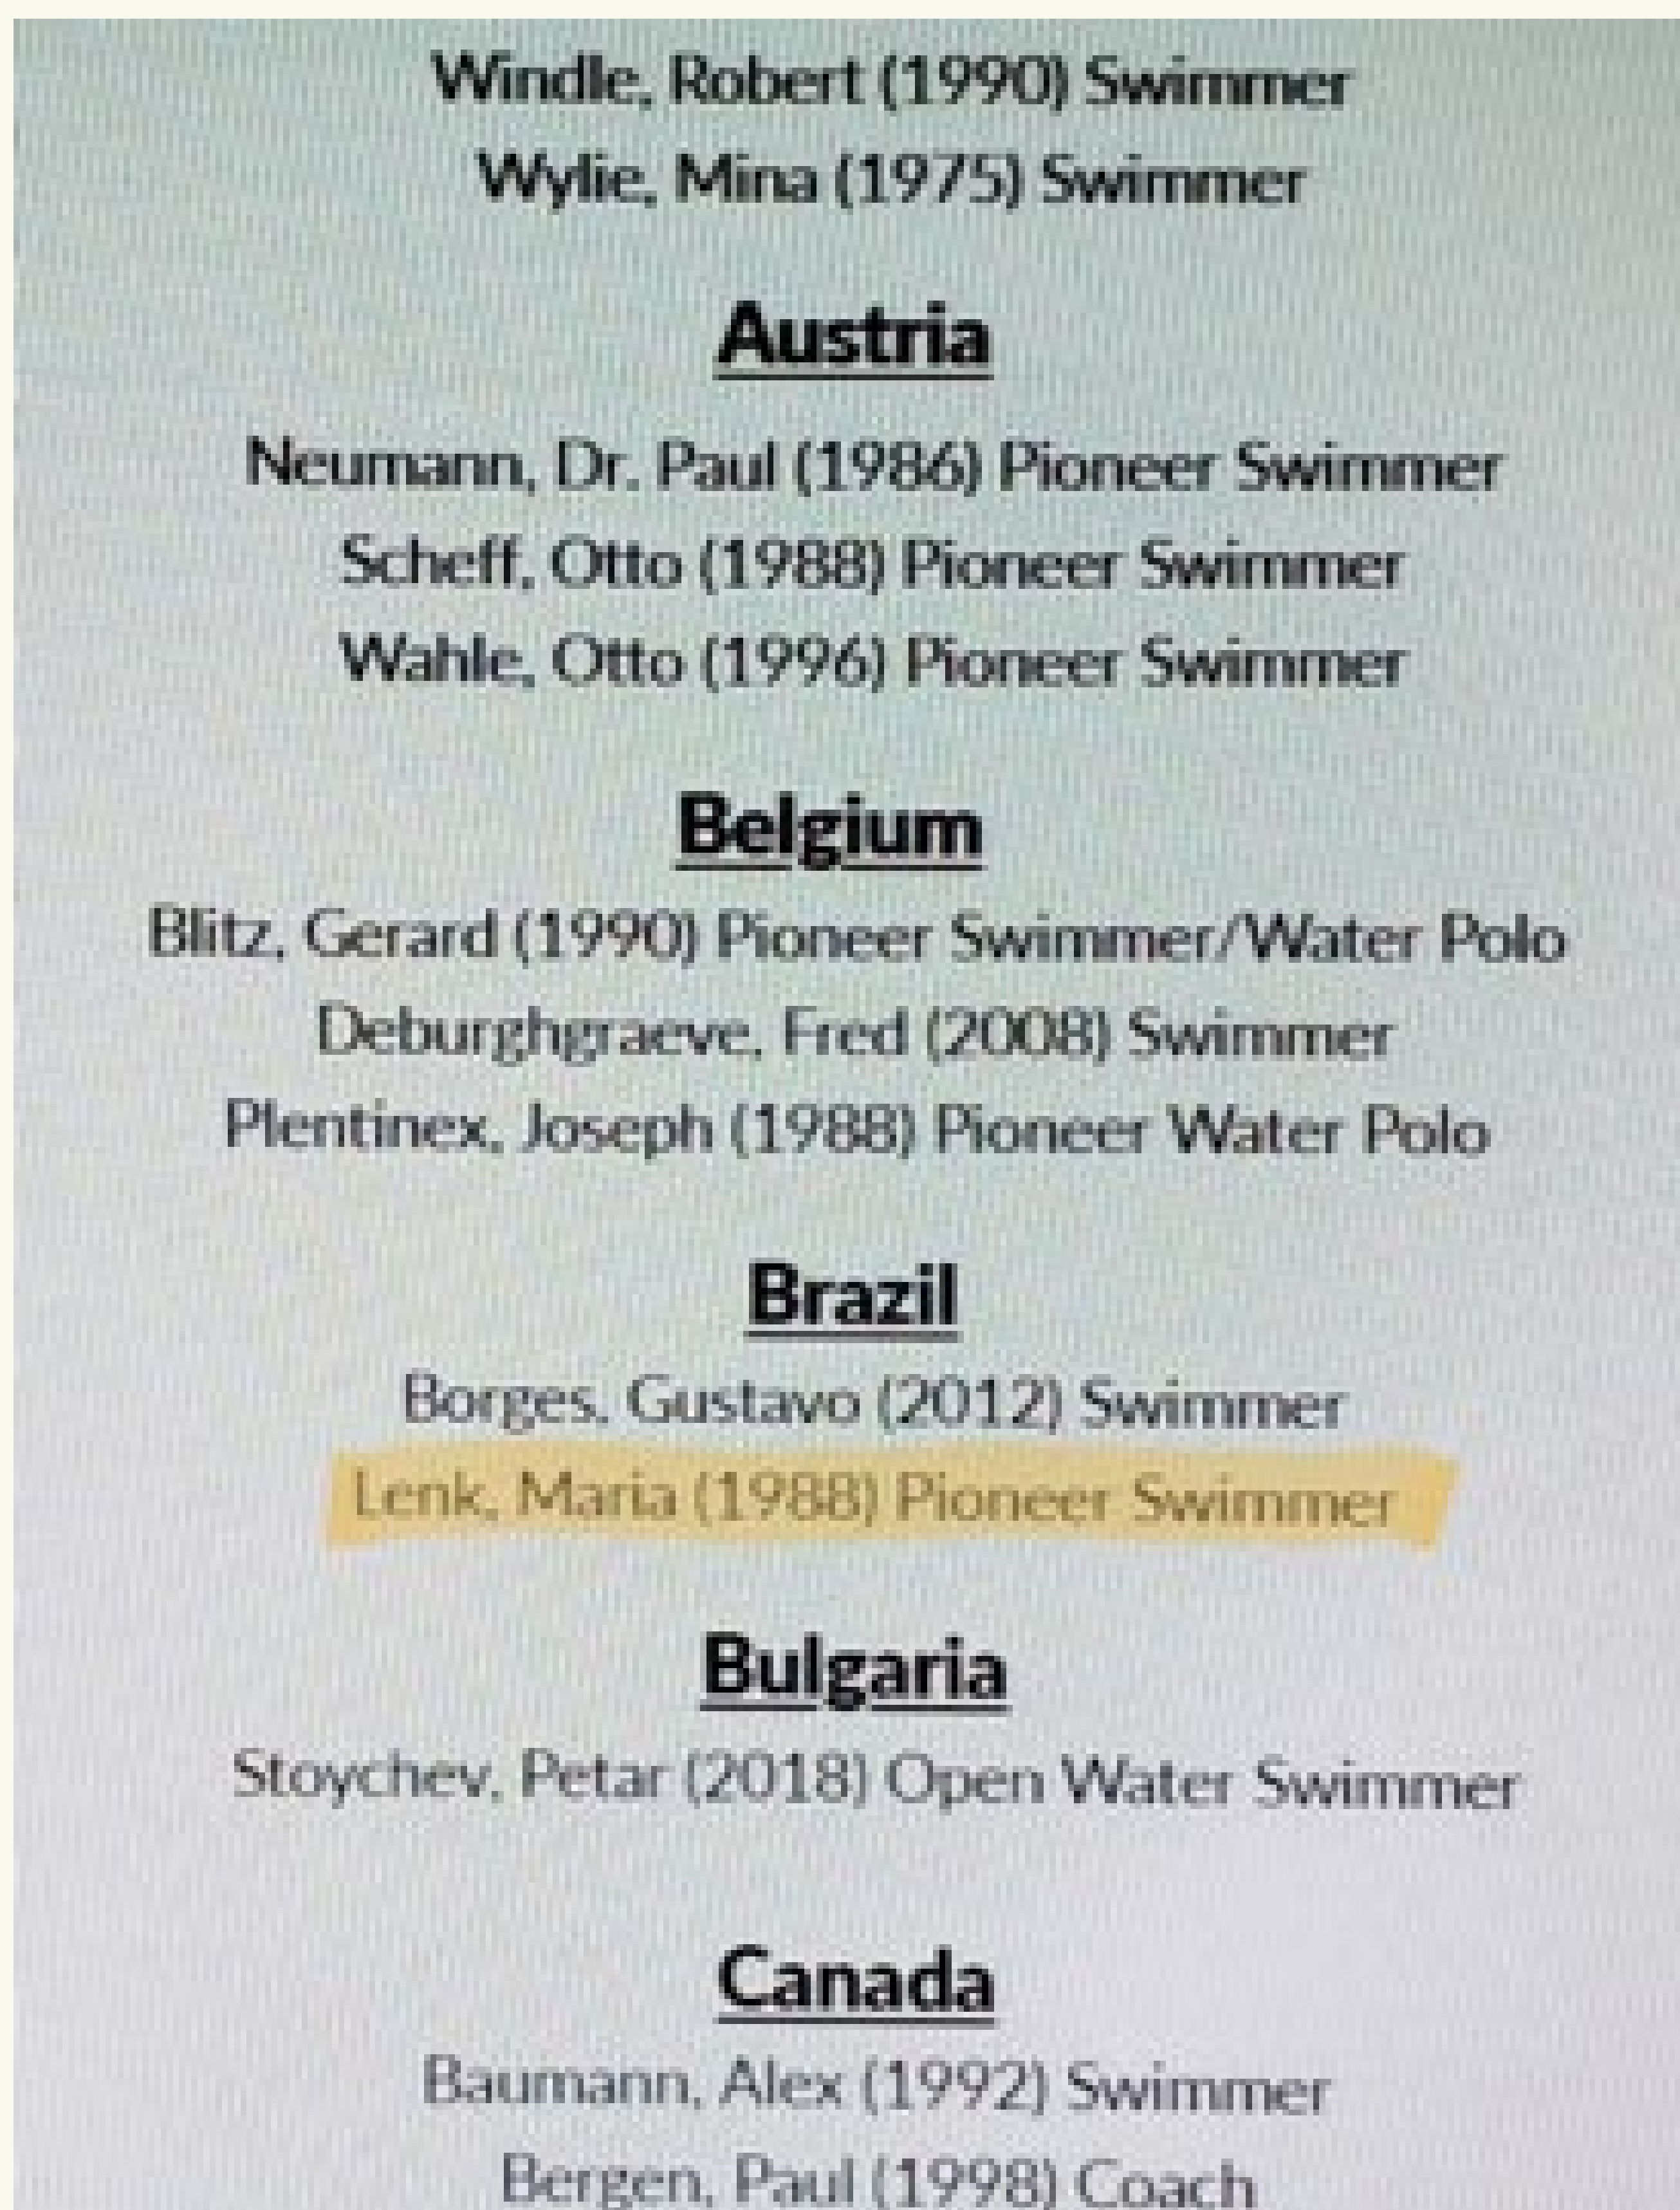 Windle, Robert (1990) Swimmer
Wylie, Mina (1975) Swimmer
Austria
Neumann, Dr. Paul (1986) Pioneer Swimmer
Scheff, Otto (1988) Pioneer Swimmer
Wahle, Otto (1996) Pioneer Swimmer
Belgium
Blitz, Gerard (1990) Pioneer Swimmer/Water Polo
Deburghgraeve, Fred (2008) Swimmer
Plentinex, Joseph (1988) Pioneer Water Polo
Brazil
Borges. Gustavo (2012) Swimmer
Lenk, Maria (1988) Pioneer Swimmer
Bulgaria
Stoychev, Petar (2018) Open Water Swimmer
Canada
Baumann, Alex (1992) Swimmer
Bergen, Paul (1998) Coach